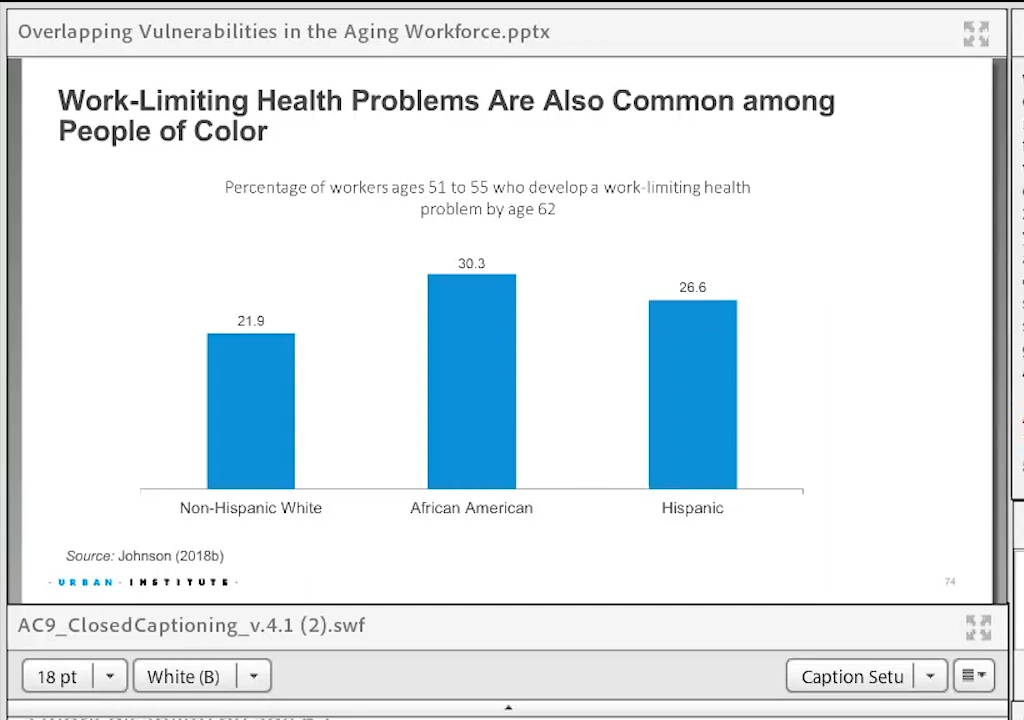 Overlapping Vulnerabilities in the Aging Workforce.pptx
Work-Limiting Health Problems Are Also Common among
People of Color
Percentage of workers ages 51 to 55 who develop a work-limiting health
problem by age 62
30.3
26.6
21.9
Non-Hispanic White African American Hispanic
Source: Johnson (2018b)
· URBAN · INSTITUTE · 74
AC9_ClosedCaptioning_v.4.1 (2).swf
18 pt White (B) Caption Setu